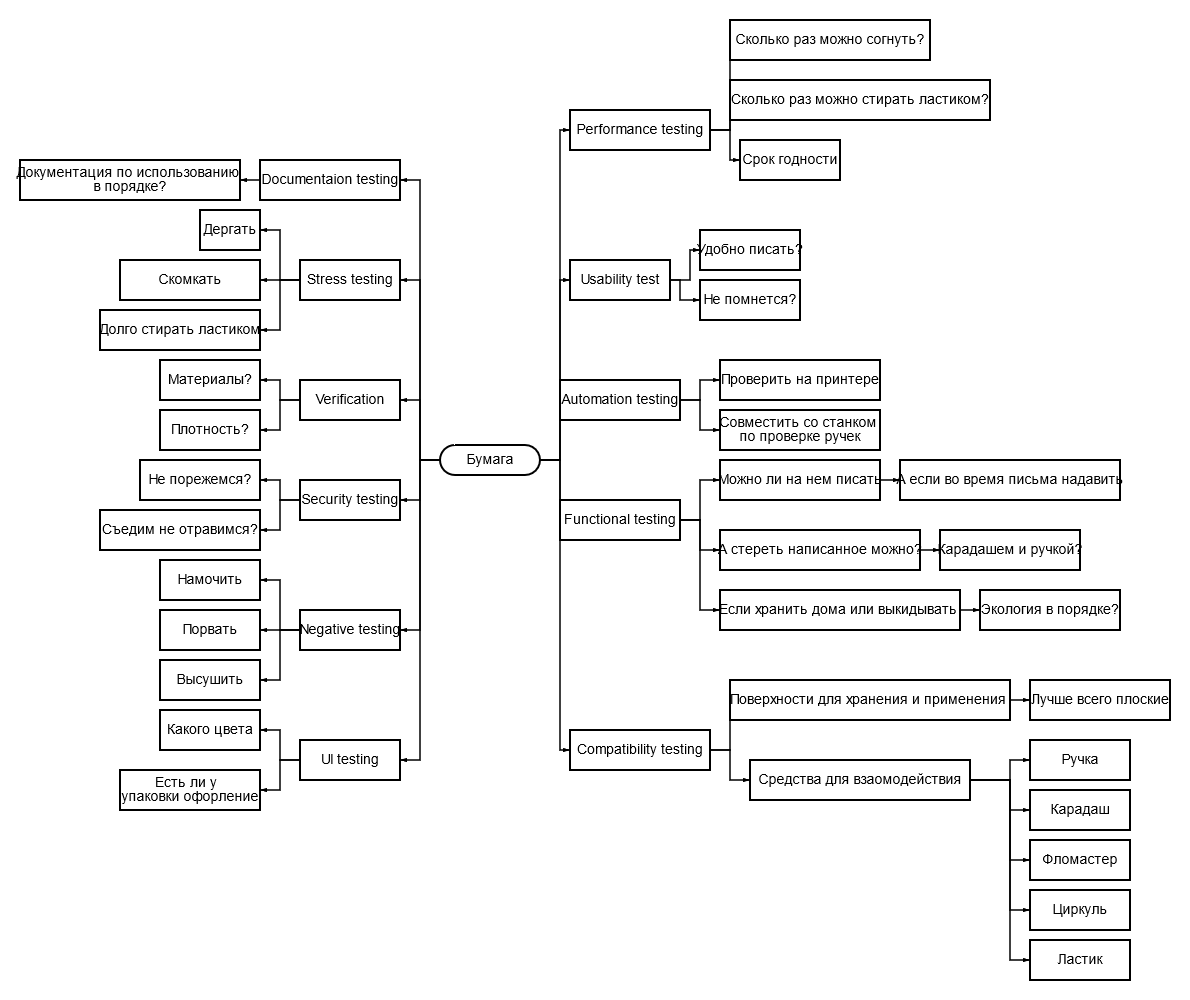 Сколько раз можно согнуть?
Сколько раз можно стирать ластиком?
Performance testing
Срок годности
Документация по использованию
в порядке?
Documentaion testing
Дергать
Скомкать
Stress testing
Долго стирать ластиком
Удобно писать?
Usability test
Не помнется?
Материалы?
Verification
Плотность?
Проверить на принтере
Automation testing
Совместить со станком
по проверке ручек
Бумага
Не порежемся?
Security testing
Съедим не отравимся?
Можно ли на нем писать
А если во время письма надавить
Functional testing
А стереть написанное можно?
Карадашем и ручкой?
Если хранить дома или выкидывать
Экология в порядке?
Намочить
Порвать
Negative testing
Высушить
Какого цвета
UI testing
Есть ли у
упаковки офорление
Поверхности для хранения и применения
Лучше всего плоские
Compatibility testing
Средства для взаомодействия
Ручка
Карадаш
Фломастер
Циркуль
Ластик